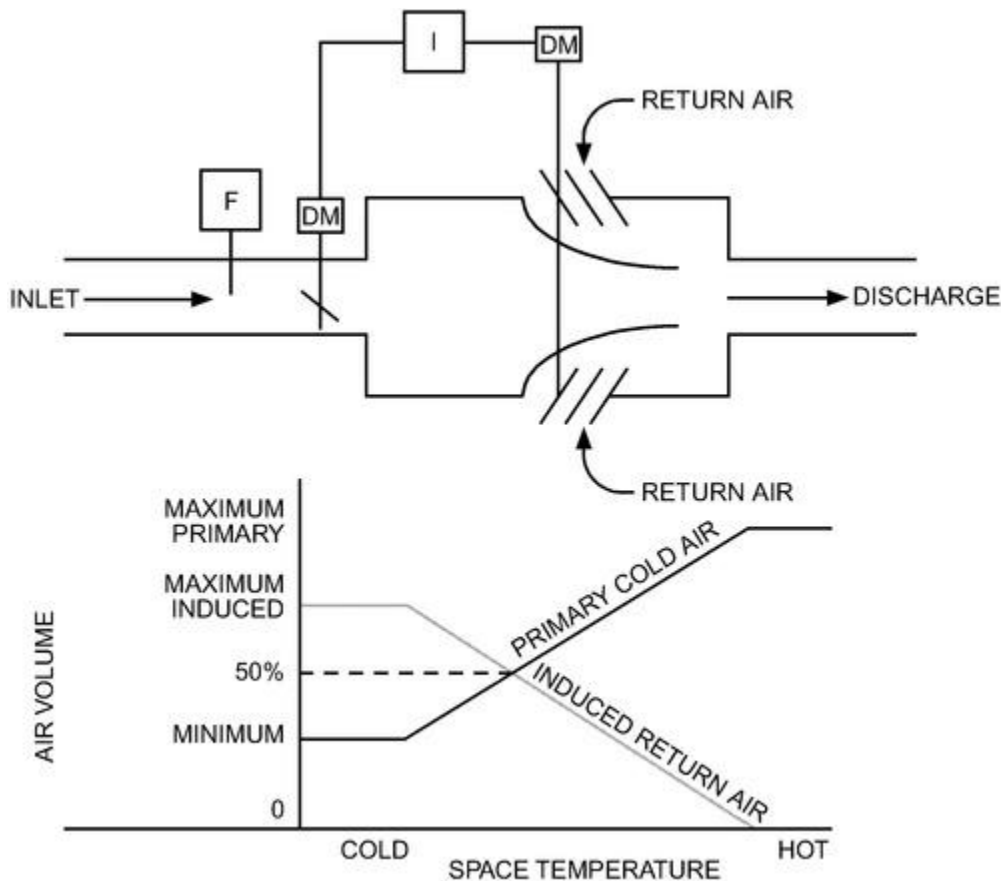 I
DM
RETURN AIR
F
DM
INLET
DISCHARGE
RETURN AIR
MAXIMUM
PRIMARY
MAXIMUM
INDUCED
50%
MINIMUM
0
AIR VOLUME
PRIMARY COLD AIR
INDUCED RETURN AIR
COLD
HOT
SPACE TEMPERATURE